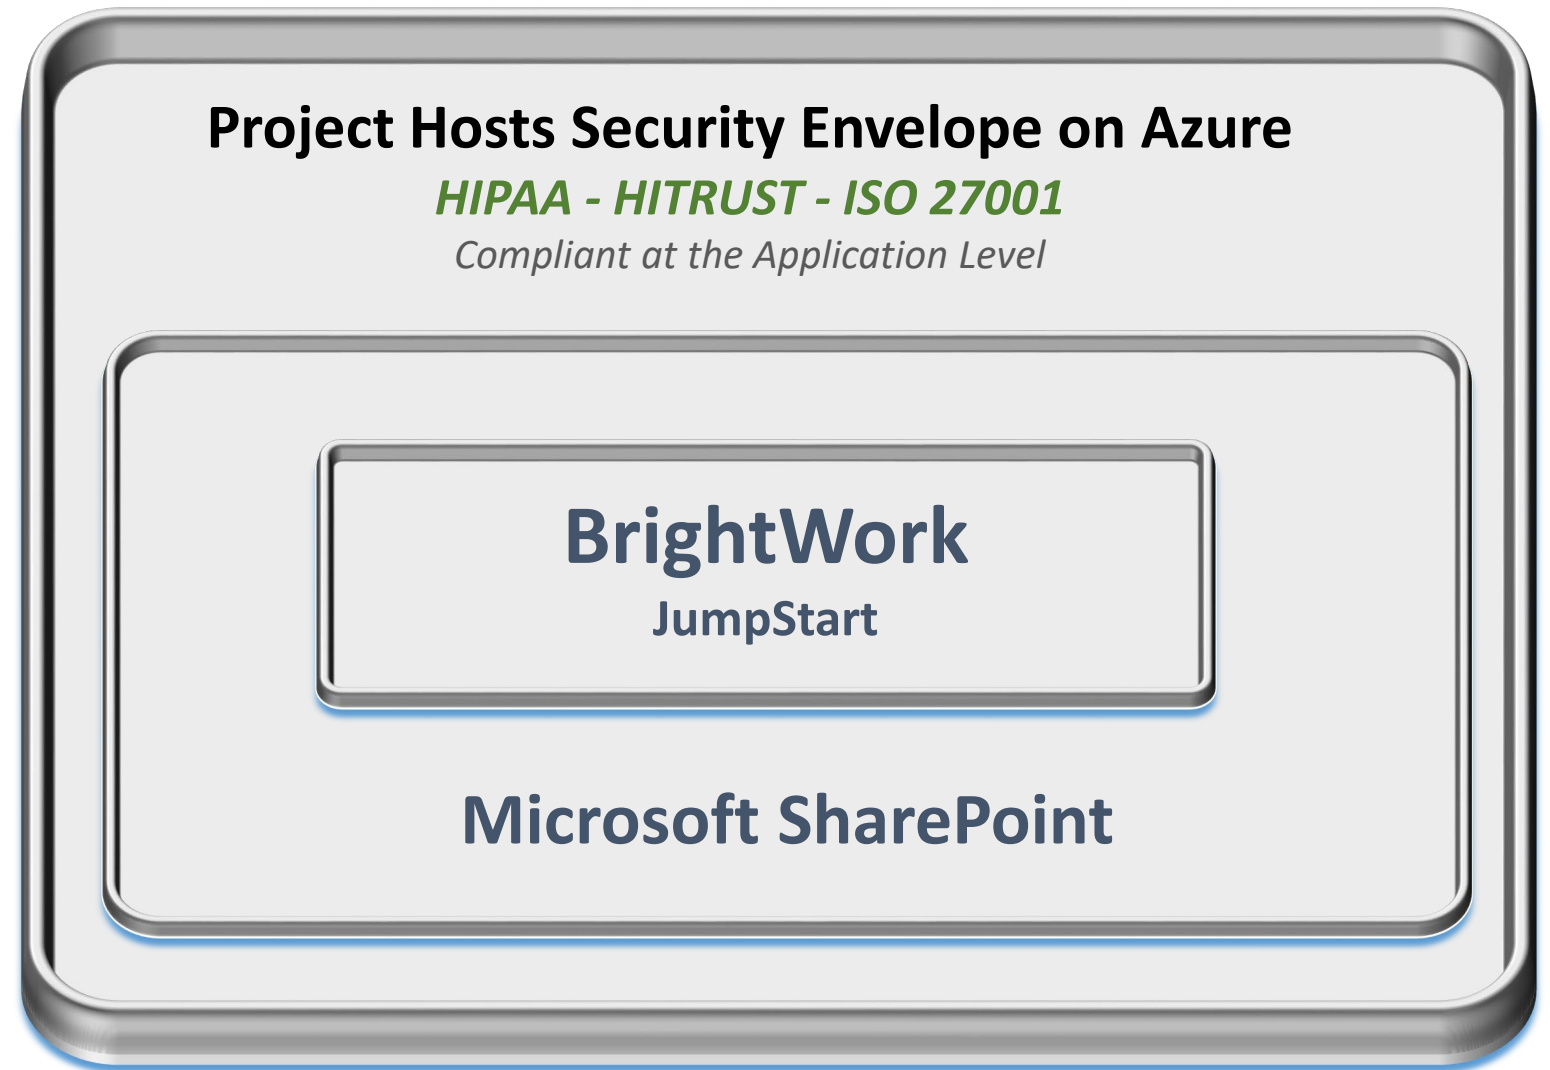 Project Hosts Security Envelope on Azure
HIPAA - HITRUST - ISO 27001
Compliant at the Application Level
BrightWork
JumpStart
Microsoft SharePoint